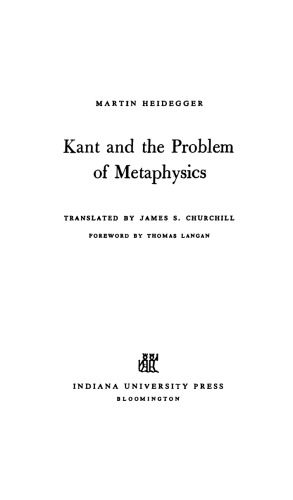 MARTIN HEIDEGGER
Kant and the Problem
of Metaphysics
TRANSLATED BY JAMES S. CHURCHILL
FOREWORD BY THOMAS LANGAN
INDIANA UNIVERSITY PRESS
BLOOMINGTON